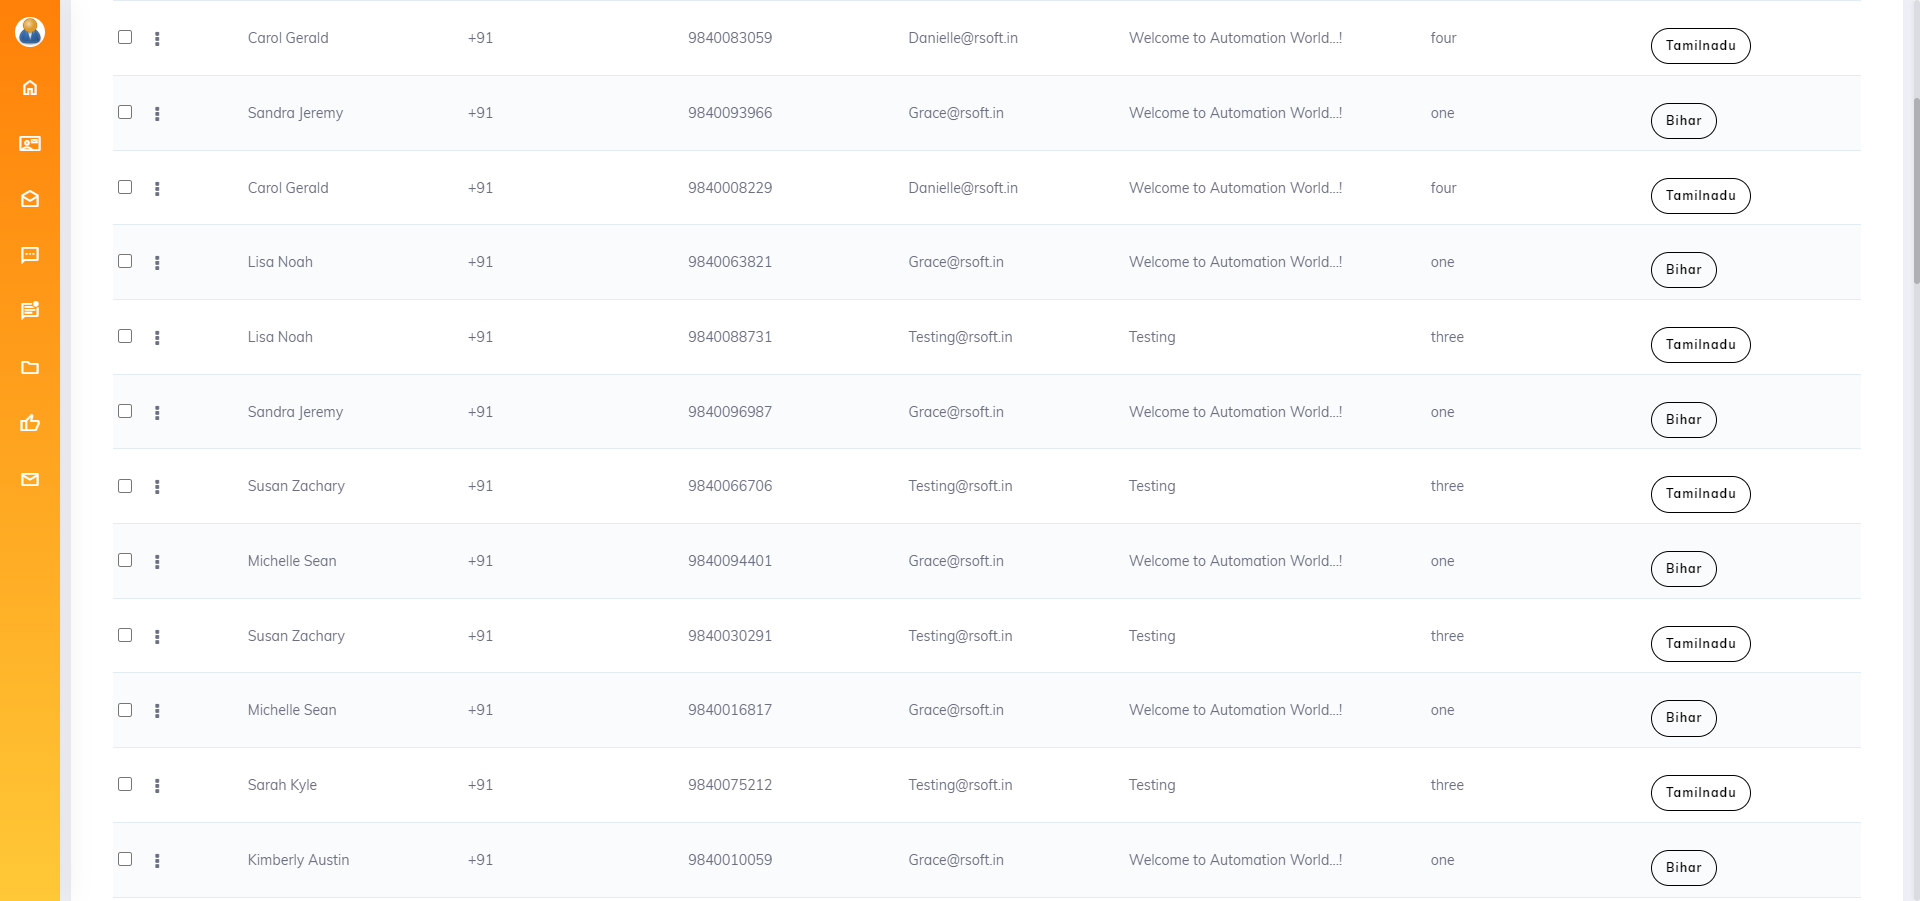 Carol Gerald +91 9840083059 Danielle@rsoft.in Welcome to Automation World...! four Tamilnadu
Sandra Jeremy +91 9840093966 Grace@rsoft.in Welcome to Automation World...! one Bihar
Carol Gerald +91 9840008229 Danielle@rsoft.in Welcome to Automation World...! four Tamilnadu
Lisa Noah +91 9840063821 Grace@rsoft.in Welcome to Automation World...! one Bihar
Lisa Noah +91 9840088731 Testing@rsoft.in Testing three Tamilnadu
Sandra Jeremy +91 9840096987 Grace@rsoft.in Welcome to Automation World...! one Bihar
Susan Zachary +91 9840066706 Testing@rsoft.in Testing three Tamilnadu
Michelle Sean +91 9840094401 Grace@rsoft.in Welcome to Automation World...! one Bihar
Susan Zachary +91 9840030291 Testing@rsoft.in Testing three Tamilnadu
Michelle Sean +91 9840016817 Grace@rsoft.in Welcome to Automation World...! one Bihar
Sarah Kyle +91 9840075212 Testing@rsoft.in Testing three Tamilnadu
Kimberly Austin +91 9840010059 Grace@rsoft.in Welcome to Automation World...! one Bihar